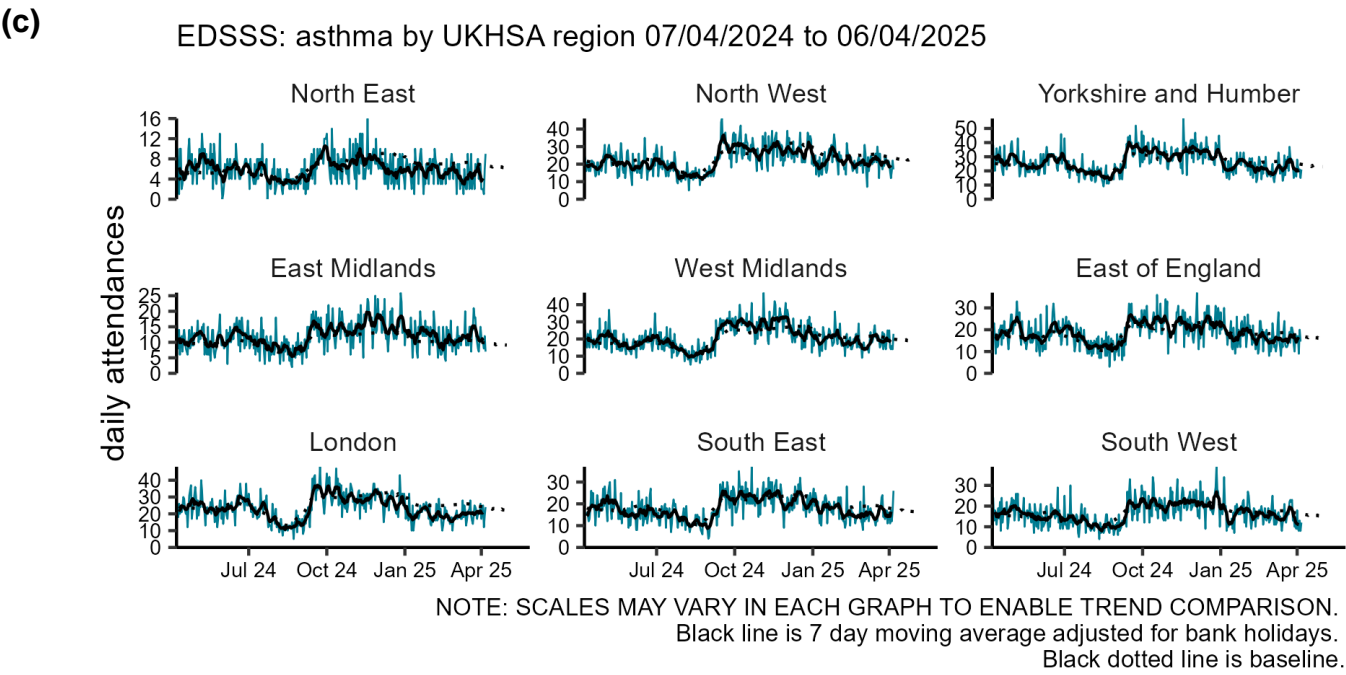 (c)
EDSSS: asthma by UKHSA region 07/04/2024 to 06/04/2025
North East
North West
Yorkshire and Humber
16
12
8
4
0
40
30
20
10
0
50
40
30
20
10
0
daily attendances
East Midlands
West Midlands
East of England
25
20
15
10
5
0
40
30
20
10
0
30
20
10
0
London
South East
South West
40
30
20
10
0
30
20
10
0
30
20
10
0
Jul 24 Oct 24 Jan 25 Apr 25
Jul 24 Oct 24 Jan 25 Apr 25
Jul 24 Oct 24 Jan 25 Apr 25
NOTE: SCALES MAY VARY IN EACH GRAPH TO ENABLE TREND COMPARISON.
Black line is 7 day moving average adjusted for bank holidays.
Black dotted line is baseline.